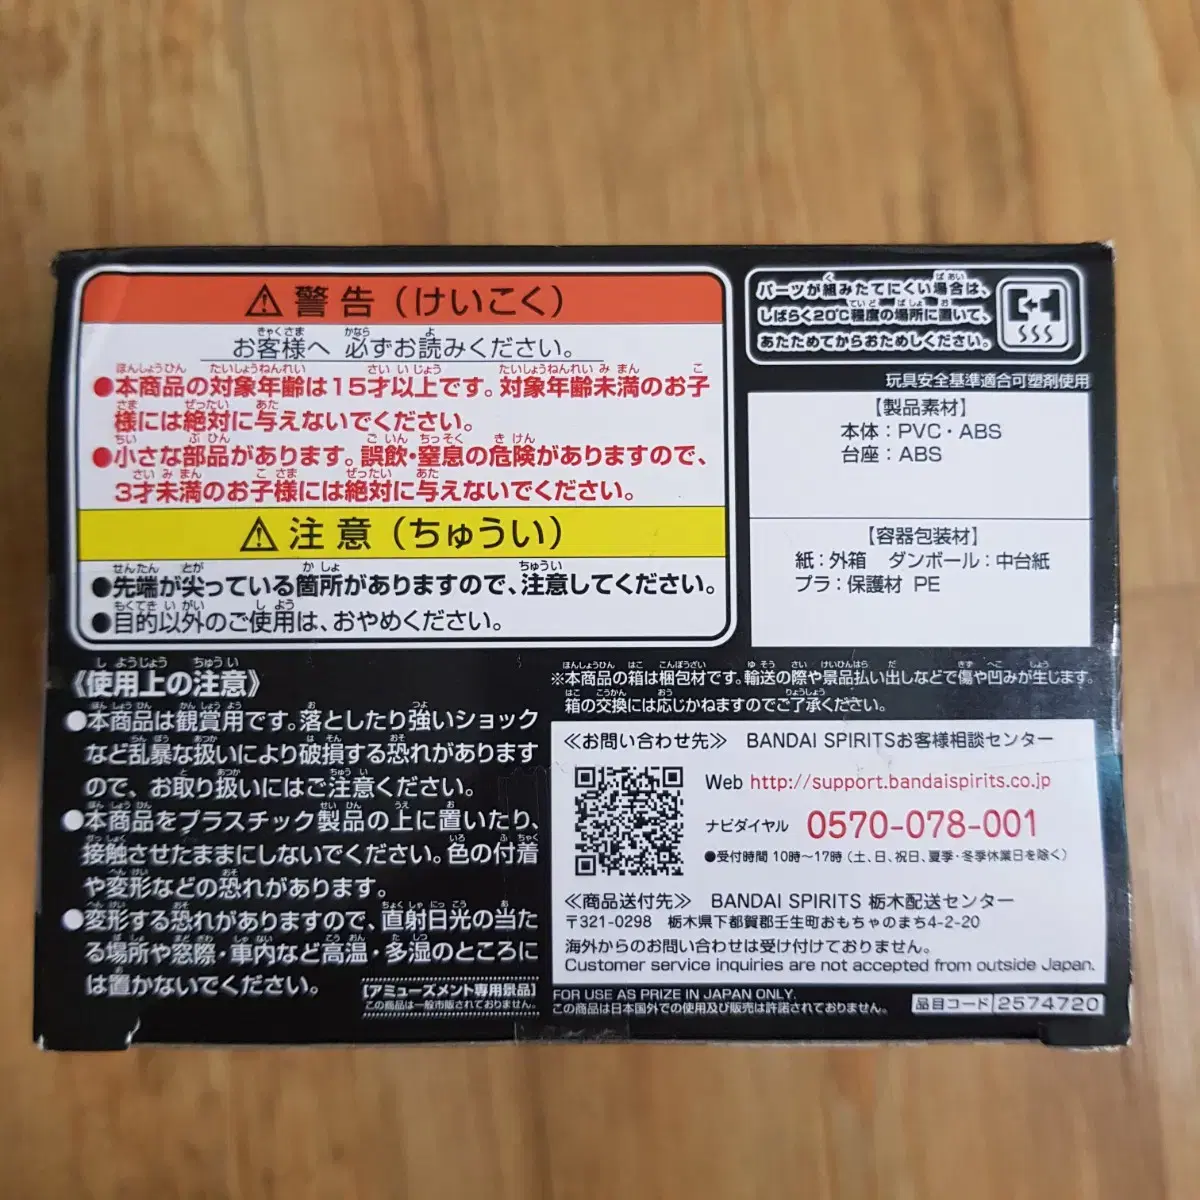 ⚠警告（けいこく）
お客様へ 必ずお読みください。
●本商品の対象年齢は15才以上です。対象年齢未満のお子
様には絶対に与えないでください。
●小さな部品があります。誤飲・窒息の危険がありますので、
3才未満のお子様には絶対に与えないでください。
⚠注意（ちゅうい）
●先端が尖っている箇所がありますので、注意してください。
●目的以外のご使用は、おやめください。
パーツが組みたてにくい場合は、
しばらく20℃程度の場所に置いて、
あたためてからおためしください。
玩具安全基準適合可塑剤使用
【製品素材】
本体：PVC・ABS
台座：ABS
【容器包装材】
紙：外箱 ダンボール：中台紙
プラ：保護材 PE
《使用上の注意》
●本商品は観賞用です。落としたり強いショック
など乱暴な扱いにより破損する恐れがあります
ので、お取り扱いにはご注意ください。
●本商品をプラスチック製品の上に置いたり、
接触させたままにしないでください。色の付着
や変形などの恐れがあります。
●変形する恐れがありますので、直射日光の当た
る場所や窓際・車内など高温・多湿のところに
は置かないでください。
【アミューズメント専用景品】
この商品は一般市販されておりません。
※本商品の箱は梱包材です。輸送の際や景品払い出しなどで傷や凹みが生じます。
箱の交換には応じかねますのでご了承ください。
≪お問い合わせ先≫ BANDAI SPIRITSお客様相談センター
Web http://support.bandaispirits.co.jp
ナビダイヤル 0570-078-001
●受付時間 10時～17時（土、日、祝日、夏季・冬季休業日を除く）
≪商品送付先≫ BANDAI SPIRITS 栃木配送センター
〒321-0298 栃木県下都賀郡壬生町おもちゃのまち4-2-20
海外からのお問い合わせは受け付けておりません。
Customer service inquiries are not accepted from outside Japan.
FOR USE AS PRIZE IN JAPAN ONLY.
この商品は日本国外での使用及び販売は許諾されておりません。
品目コード 2574720